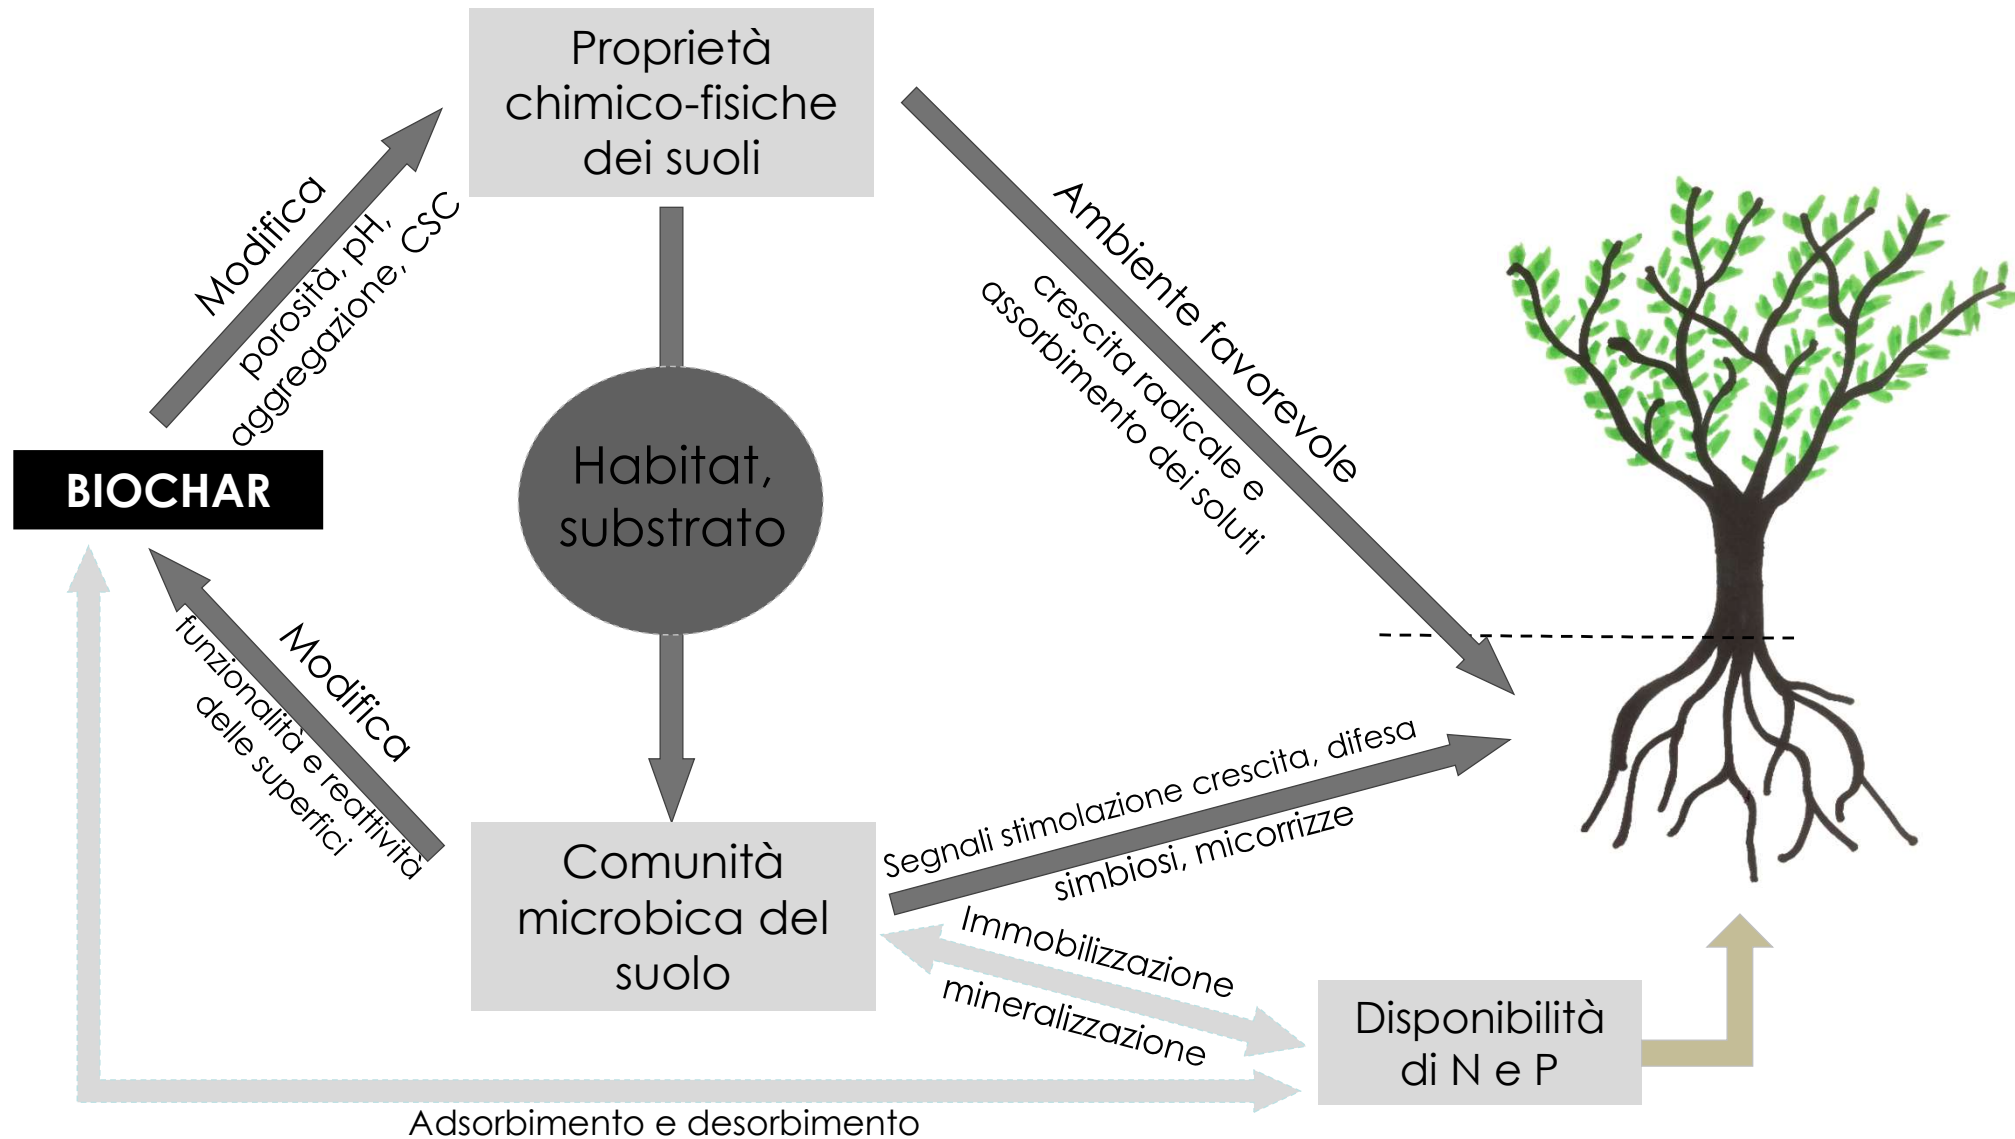 Proprietà
chimico-fisiche
dei suoli
Modifica
porosità, pH,
aggregazione, CSC
Ambiente favorevole
crescita radicale e
assorbimento dei soluti
BIOCHAR
Habitat,
substrato
Modifica
funzionalità e reattività
delle superfici
Comunità
microbica del
suolo
Segnali stimolazione crescita, difesa
simbiosi, micorrizze
Immobilizzazione
mineralizzazione
Disponibilità
di N e P
Adsorbimento e desorbimento